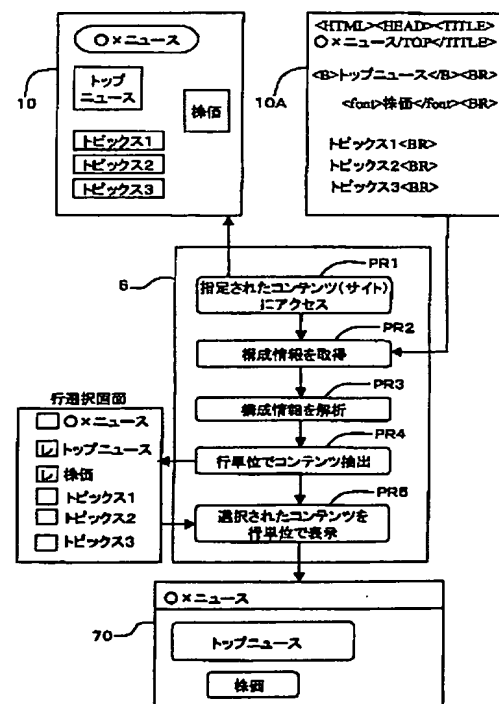 ○×ニュース
トップ
ニュース
株価
トピックス1
トピックス2
トピックス3
10
<HTML><HEAD><TITLE>
○×ニュース/TOP</TITLE>
<B>トップニュース</B><BR>
<font>株価</font><BR>
トピックス1<BR>
トピックス2<BR>
トピックス3<BR>
10A
6
PR1
指定されたコンテンツ(サイト)
にアクセス
PR2
構成情報を取得
PR3
構成情報を解析
PR4
行単位でコンテンツ抽出
PR5
選択されたコンテンツを
行単位で表示
行選択画面
○×ニュース
レ トップニュース
レ 株価
トピックス1
トピックス2
トピックス3
70
○×ニュース
トップニュース
株価